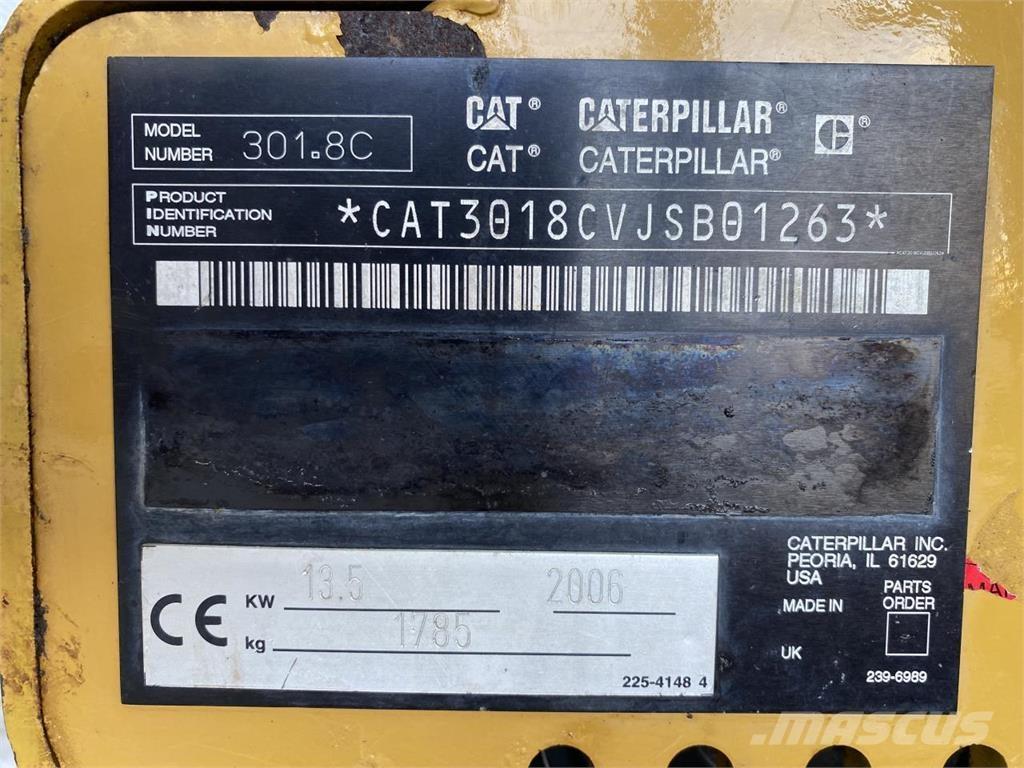 CAT® CATERPILLAR® ®
CAT® CATERPILLAR®
MODEL
NUMBER 301.8C
PRODUCT
IDENTIFICATION
NUMBER *CAT3018CVJSB01263*
CATERPILLAR INC.
PEORIA, IL 61629
USA
MADE IN
UK
PARTS
ORDER
239-6989
CE
KW 13.5 2006
kg 1785
225-4148 4
MASCUS